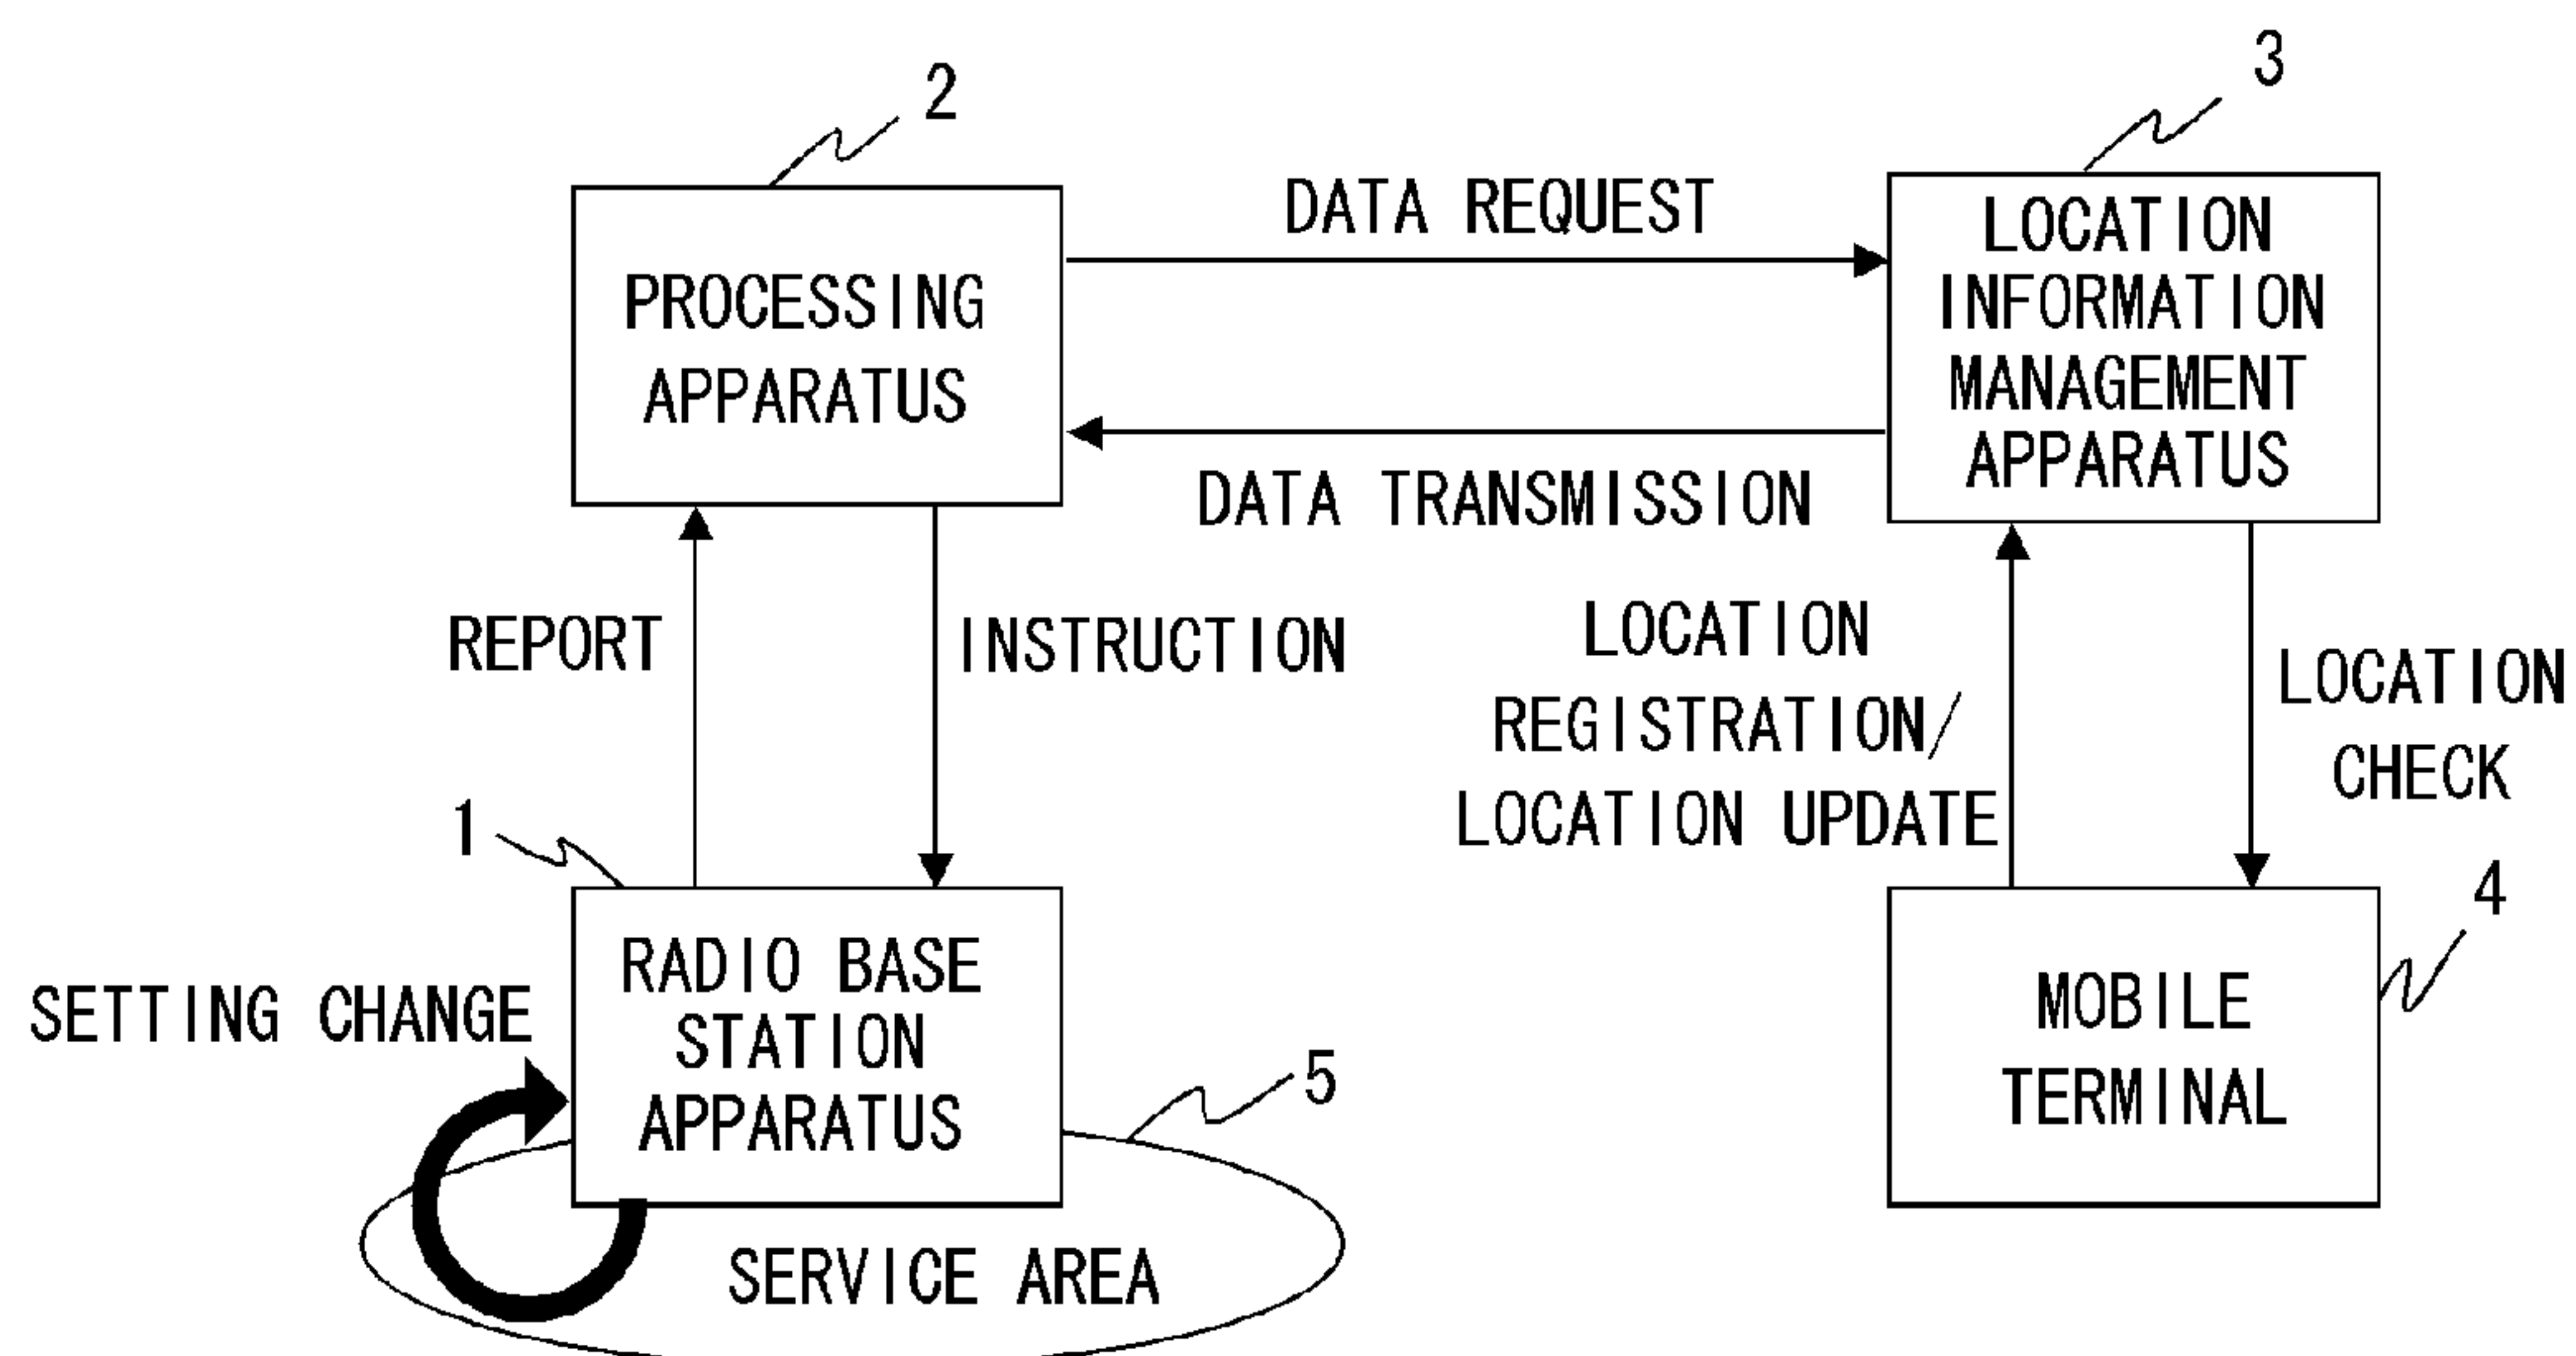 2
3
DATA REQUEST
PROCESSING
APPARATUS
LOCATION
INFORMATION
MANAGEMENT
APPARATUS
DATA TRANSMISSION
REPORT
INSTRUCTION
LOCATION
REGISTRATION/
LOCATION UPDATE
LOCATION
CHECK
1
4
RADIO BASE
STATION
APPARATUS
SETTING CHANGE
MOBILE
TERMINAL
5
SERVICE AREA